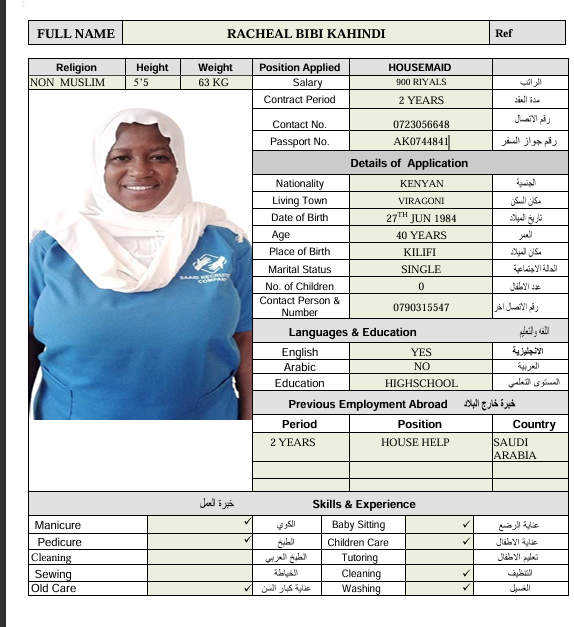 FULL NAME RACHEAL BIBI KAHINDI Ref
Religion Height Weight Position Applied HOUSEMAID
NON MUSLIM 5'5 63 KG Salary 900 RIYALS الراتب
Contract Period 2 YEARS مدة العقد
Contact No. 0723056648 رقم الاتصال
Passport No. AK0744841 رقم جواز السفر
Details of Application
Nationality KENYAN الجنسية
Living Town VIRAGONI مكان السكن
Date of Birth 27TH JUN 1984 تاريخ الميلاد
Age 40 YEARS العمر
Place of Birth KILIFI مكان الميلاد
Marital Status SINGLE الحالة الاجتماعية
No. of Children 0 عدد الاطفال
Contact Person & Number 0790315547 رقم الاتصال اخر
Languages & Education اللغه والتعليم
English YES الانجليزية
Arabic NO العربية
Education HIGHSCHOOL المستوى التعلمي
Previous Employment Abroad خبرة خارج البلاد
Period Position Country
2 YEARS HOUSE HELP SAUDI ARABIA
خبرة العمل Skills & Experience
Manicure ✓ الكوي Baby Sitting ✓ عناية الرضع
Pedicure ✓ الطبخ Children Care ✓ عناية الاطفال
Cleaning الطبخ العربي Tutoring تعليم الاطفال
Sewing الخياطة Cleaning ✓ التنظيف
Old Care ✓ عناية كبار السن Washing ✓ الغسيل
SAAD RECRUITMENT
COMPANY